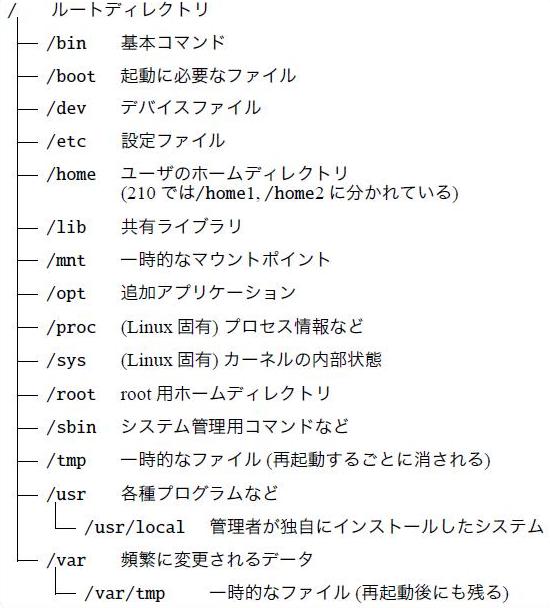 / ルートディレクトリ
/bin 基本コマンド
/boot 起動に必要なファイル
/dev デバイスファイル
/etc 設定ファイル
/home ユーザのホームディレクトリ
(210 では/home1, /home2 に分かれている)
/lib 共有ライブラリ
/mnt 一時的なマウントポイント
/opt 追加アプリケーション
/proc (Linux 固有) プロセス情報など
/sys (Linux 固有) カーネルの内部状態
/root root 用ホームディレクトリ
/sbin システム管理用コマンドなど
/tmp 一時的なファイル (再起動するごとに消される)
/usr 各種プログラムなど
/usr/local 管理者が独自にインストールしたシステム
/var 頻繁に変更されるデータ
/var/tmp 一時的なファイル (再起動後にも残る)